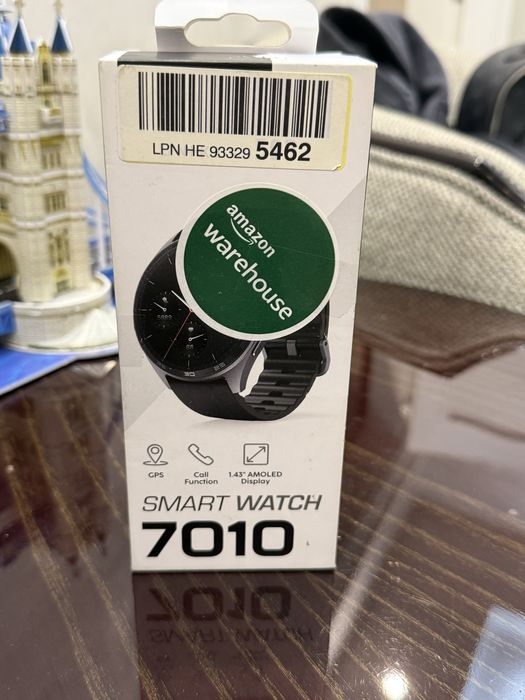 LPN HE 93329 5462
amazon
warehouse
GPS
Call
Function
1.43" AMOLED
Display
SMART WATCH
7010